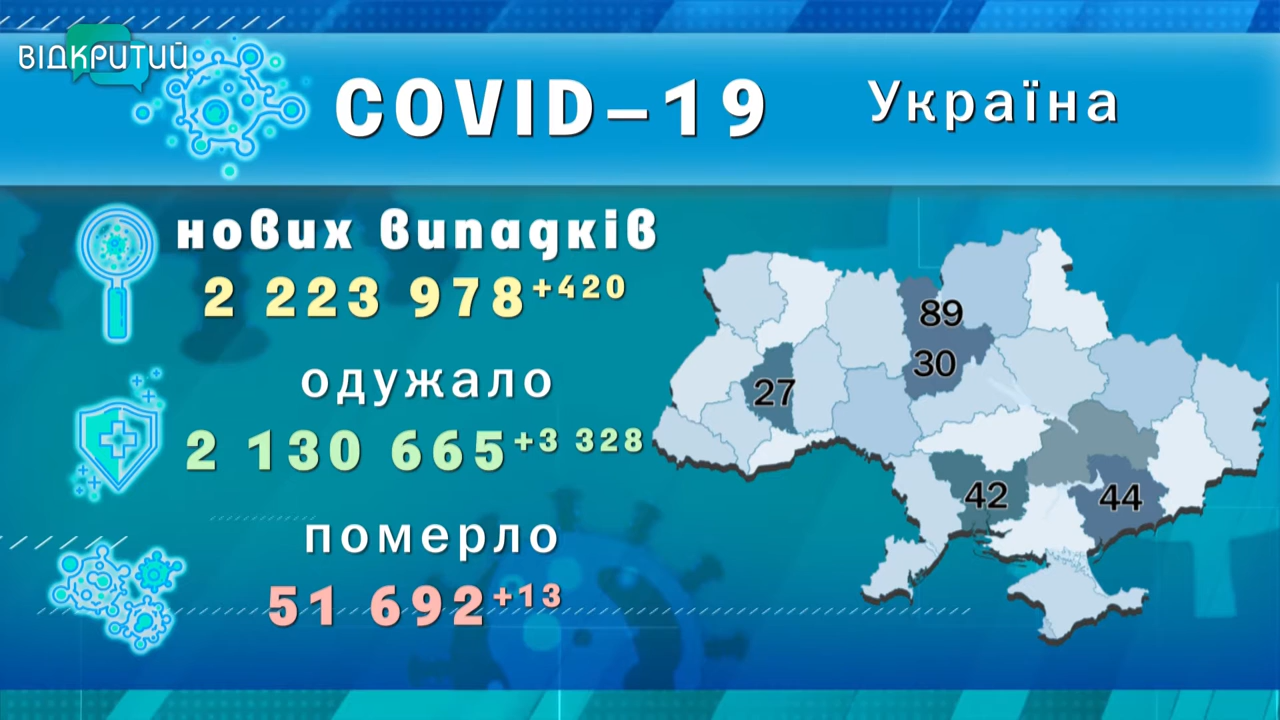 ВІДКРИТИЙ
COVID-19 Україна
нових випадків
2 223 978+420
одужало
2 130 665+3 328
померло
51 692+13
89
30
27
42
44